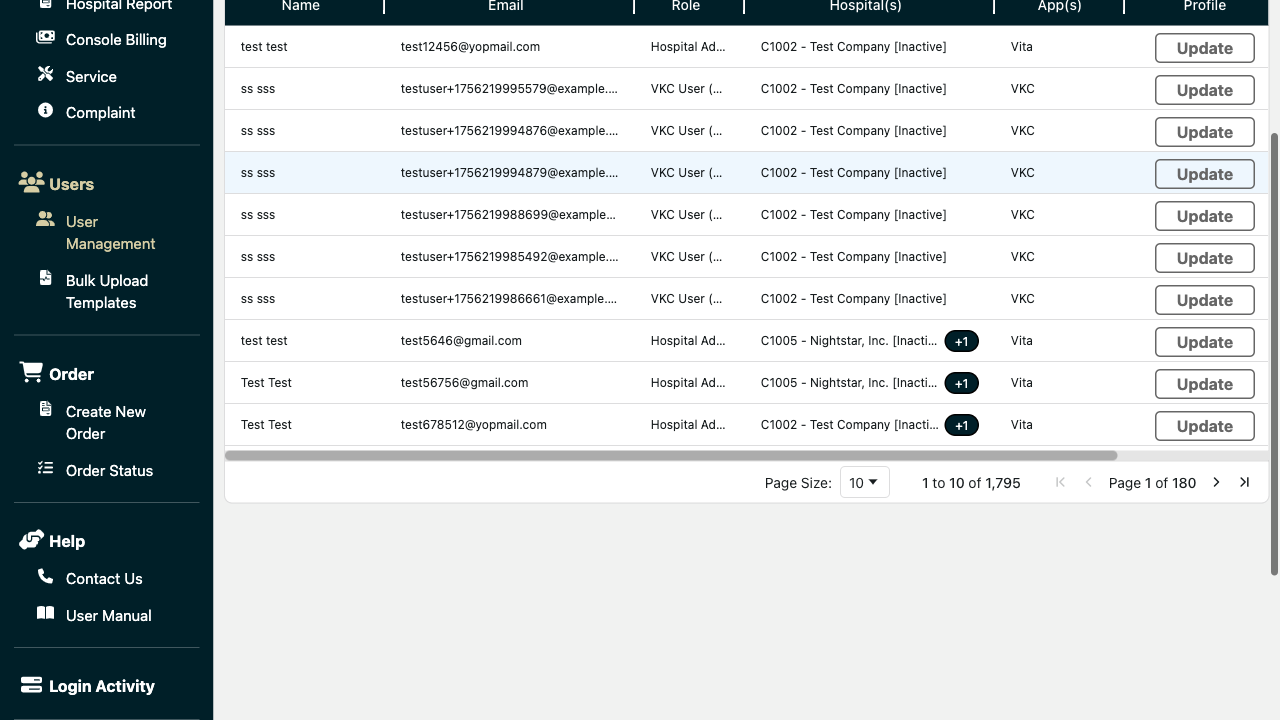 Hospital Report
Console Billing
Service
Complaint
Users
User
Management
Bulk Upload
Templates
Order
Create New
Order
Order Status
Help
Contact Us
User Manual
Login Activity
Name Email Role Hospital(s) App(s) Profile
test test test12456@yopmail.com Hospital Ad... C1002 - Test Company [Inactive] Vita Update
ss sss testuser+1756219995579@example.... VKC User (... C1002 - Test Company [Inactive] VKC Update
ss sss testuser+1756219994876@example.... VKC User (... C1002 - Test Company [Inactive] VKC Update
ss sss testuser+1756219994879@example.... VKC User (... C1002 - Test Company [Inactive] VKC Update
ss sss testuser+1756219988699@example... VKC User (... C1002 - Test Company [Inactive] VKC Update
ss sss testuser+1756219985492@example.... VKC User (... C1002 - Test Company [Inactive] VKC Update
ss sss testuser+1756219986661@example.... VKC User (... C1002 - Test Company [Inactive] VKC Update
test test test5646@gmail.com Hospital Ad... C1005 - Nightstar, Inc. [Inacti... +1 Vita Update
Test Test test56756@gmail.com Hospital Ad... C1005 - Nightstar, Inc. [Inacti... +1 Vita Update
Test Test test678512@yopmail.com Hospital Ad... C1002 - Test Company [Inacti... +1 Vita Update
Page Size: 10 1 to 10 of 1,795 Page 1 of 180